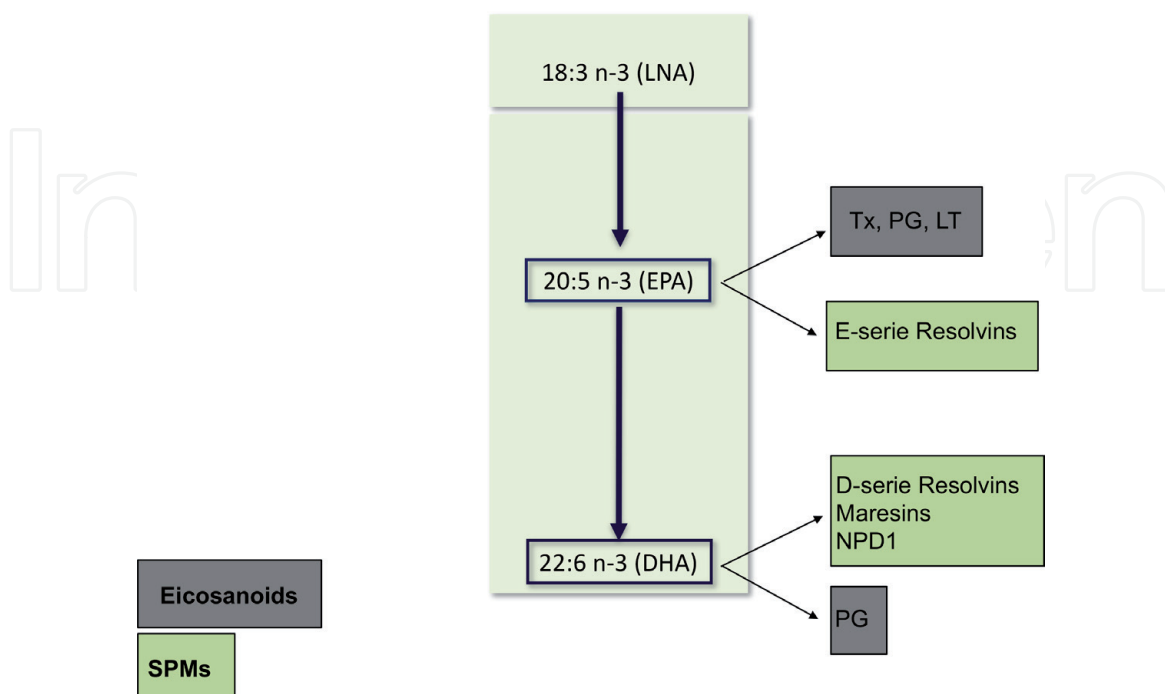 18:3 n-3 (LNA)
Tx, PG, LT
20:5 n-3 (EPA)
E-serie Resolvins
D-serie Resolvins
Maresins
NPD1
22:6 n-3 (DHA)
PG
Eicosanoids
SPMs